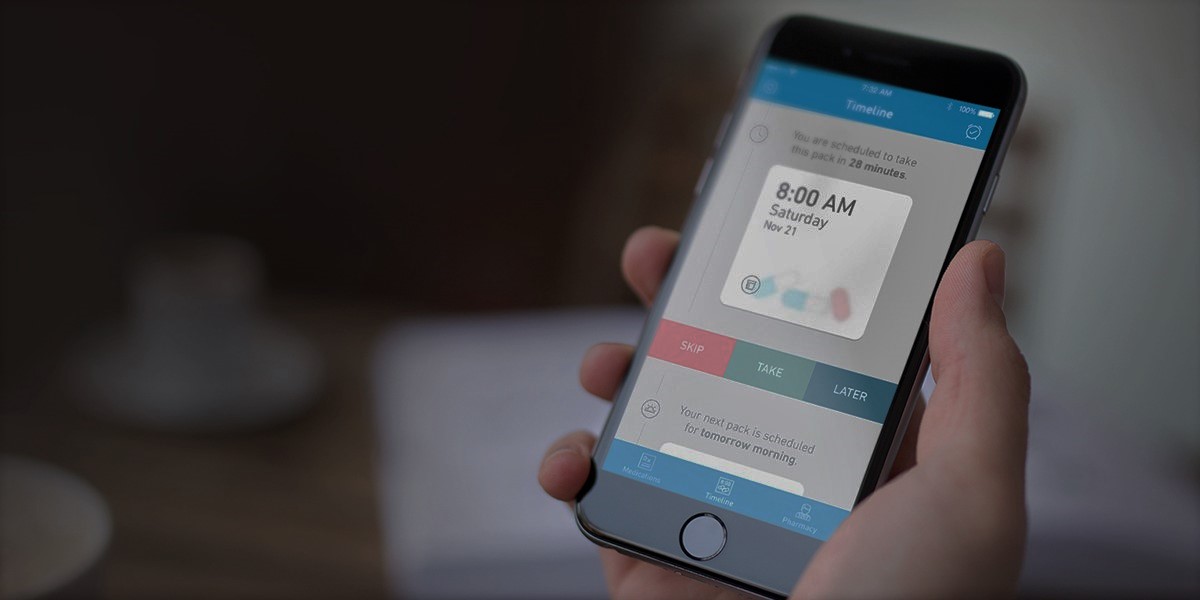 7:32 AM
100%
Timeline
You are scheduled to take
this pack in 28 minutes.
8:00 AM
Saturday
Nov 21
SKIP
TAKE
LATER
Your next pack is scheduled
for tomorrow morning.
Medications
Timeline
Pharmacy